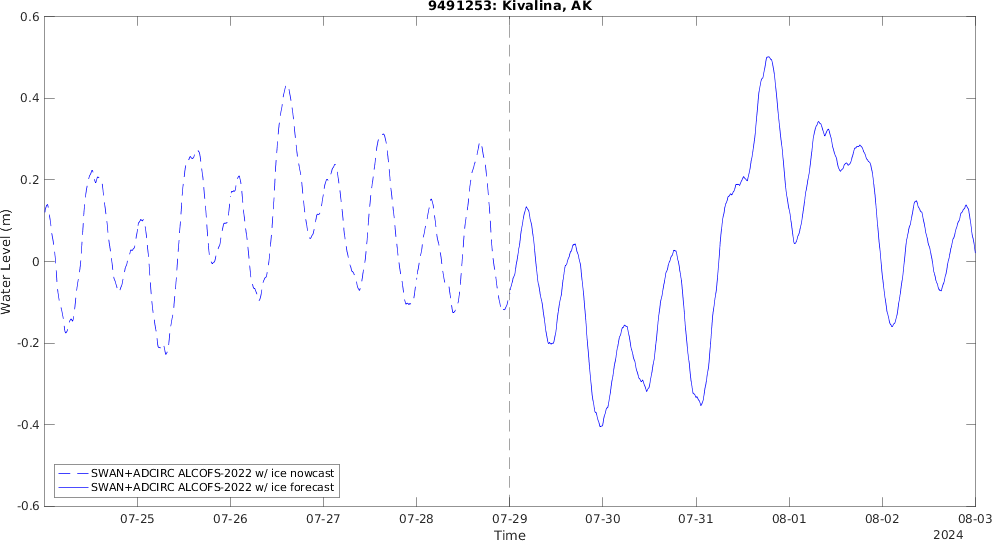 9491253: Kivalina, AK
0.6
0.4
0.2
0
-0.2
-0.4
-0.6
Water Level (m)
SWAN+ADCIRC ALCOFS-2022 w/ ice nowcast
SWAN+ADCIRC ALCOFS-2022 w/ ice forecast
07-25 07-26 07-27 07-28 07-29 07-30 07-31 08-01 08-02 08-03
Time
2024